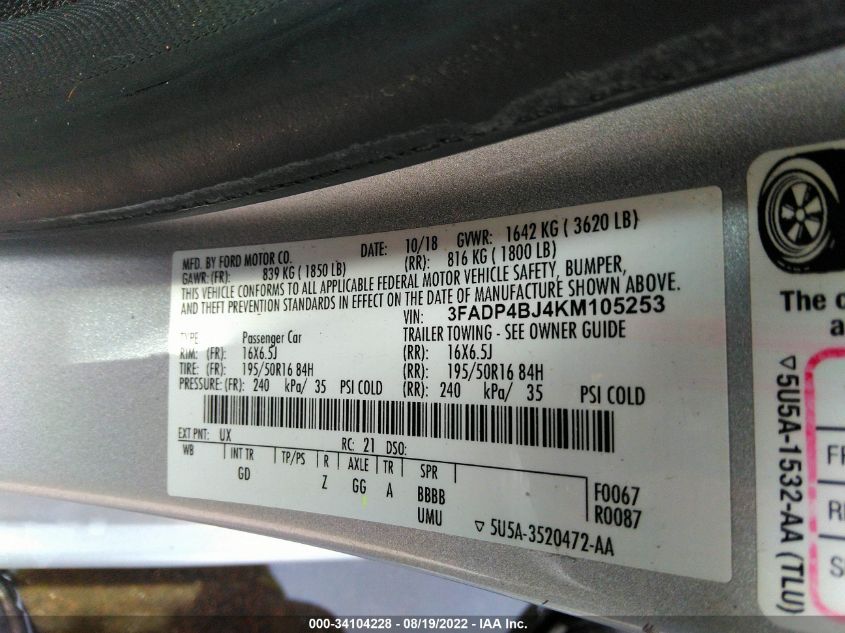 MFD. BY FORD MOTOR CO. DATE: 10/18 GVWR: 1642 KG ( 3620 LB)
GAWR: (FR): 839 KG ( 1850 LB) (RR): 816 KG ( 1800 LB)
THIS VEHICLE CONFORMS TO ALL APPLICABLE FEDERAL MOTOR VEHICLE SAFETY, BUMPER,
AND THEFT PREVENTION STANDARDS IN EFFECT ON THE DATE OF MANUFACTURE SHOWN ABOVE.
VIN: 3FADP4BJ4KM105253
TYPE Passenger Car TRAILER TOWING - SEE OWNER GUIDE
RIM: (FR): 16X6.5J (RR): 16X6.5J
TIRE: (FR): 195/50R16 84H (RR): 195/50R16 84H
PRESSURE: (FR): 240 kPa/ 35 PSI COLD (RR): 240 kPa/ 35 PSI COLD
EXT PNT: UX RC: 21 DSO:
WB INT TR TP/PS R AXLE TR SPR
GD Z GG A BBBB F0067
UMU R0087
▽ 5U5A-3520472-AA
The
a
▽5U5A-1532-AA (TLU)
F
R
S
000-34104228 - 08/19/2022 - IAA Inc.